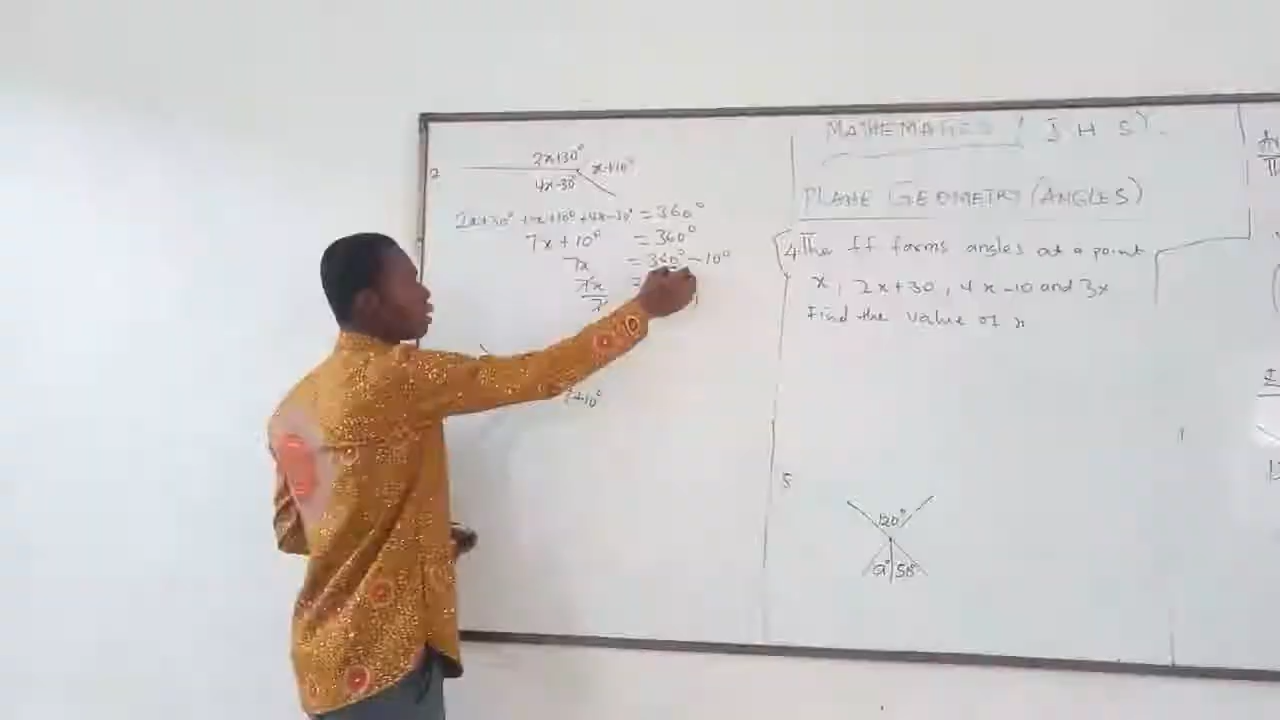 2
2x+30°
x+10°
4x-30°
2x+30° + x+10° +4x-30° = 360°
7x + 10° = 360°
7x = 360° - 10°
7x =
7
+10°
MATHEMATICS (J H S).
PLANE GEOMETRY (ANGLES)
4. The ff forms angles at a point
x, 2x+30, 4x-10 and 3x
Find the value of x
5
120°
a° 58°